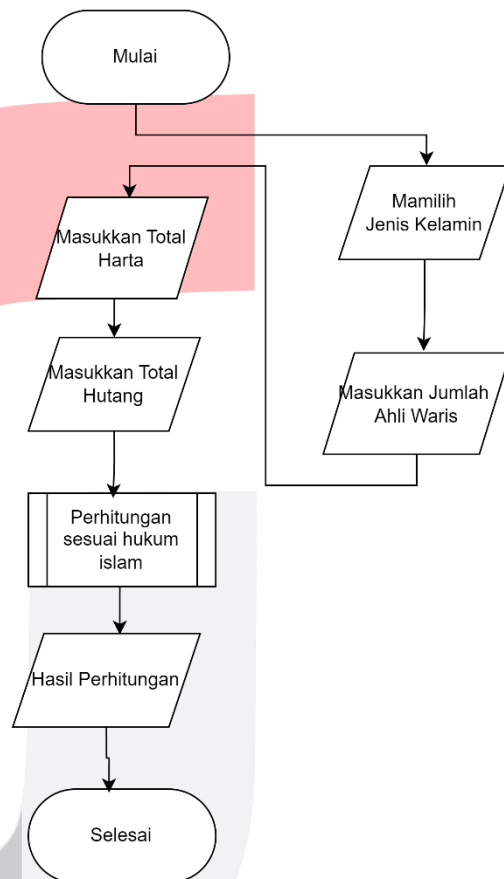 Mulai
Mamilih
Jenis Kelamin
Masukkan Jumlah
Ahli Waris
Masukkan Total
Harta
Masukkan Total
Hutang
Perhitungan
sesuai hukum
islam
Hasil Perhitungan
Selesai